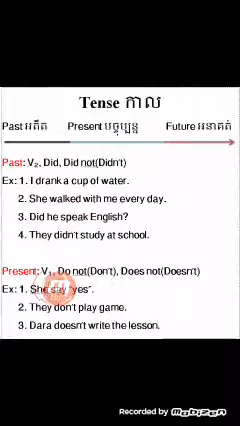 Tense កាល
Past អតីត Present បច្ចុប្បន្ន Future អនាគត់
Past: V₂, Did, Did not(Didn't)
Ex: 1. I drank a cup of water.
2. She walked with me every day.
3. Did he speak English?
4. They didn't study at school.
Present: V₁, Do not(Don't), Does not(Doesn't)
Ex: 1. She say "yes".
2. They don't play game.
3. Dara doesn't write the lesson.
Recorded by Mobizen